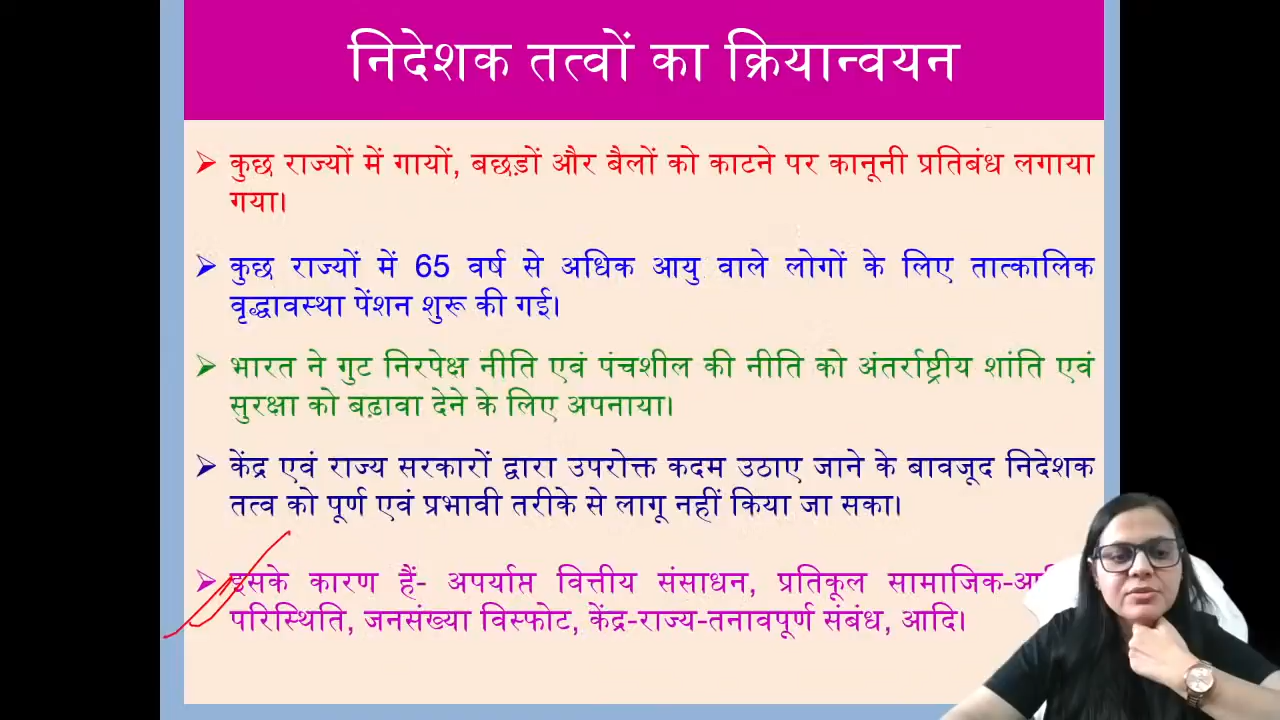 निदेशक तत्वों का क्रियान्वयन
➢ कुछ राज्यों में गायों, बछड़ों और बैलों को काटने पर कानूनी प्रतिबंध लगाया
गया।
➢ कुछ राज्यों में 65 वर्ष से अधिक आयु वाले लोगों के लिए तात्कालिक
वृद्धावस्था पेंशन शुरू की गई।
➢ भारत ने गुट निरपेक्ष नीति एवं पंचशील की नीति को अंतर्राष्ट्रीय शांति एवं
सुरक्षा को बढ़ावा देने के लिए अपनाया।
➢ केंद्र एवं राज्य सरकारों द्वारा उपरोक्त कदम उठाए जाने के बावजूद निदेशक
तत्व को पूर्ण एवं प्रभावी तरीके से लागू नहीं किया जा सका।
➢ इसके कारण हैं- अपर्याप्त वित्तीय संसाधन, प्रतिकूल सामाजिक-
परिस्थिति, जनसंख्या विस्फोट, केंद्र-राज्य-तनावपूर्ण संबंध, आदि।